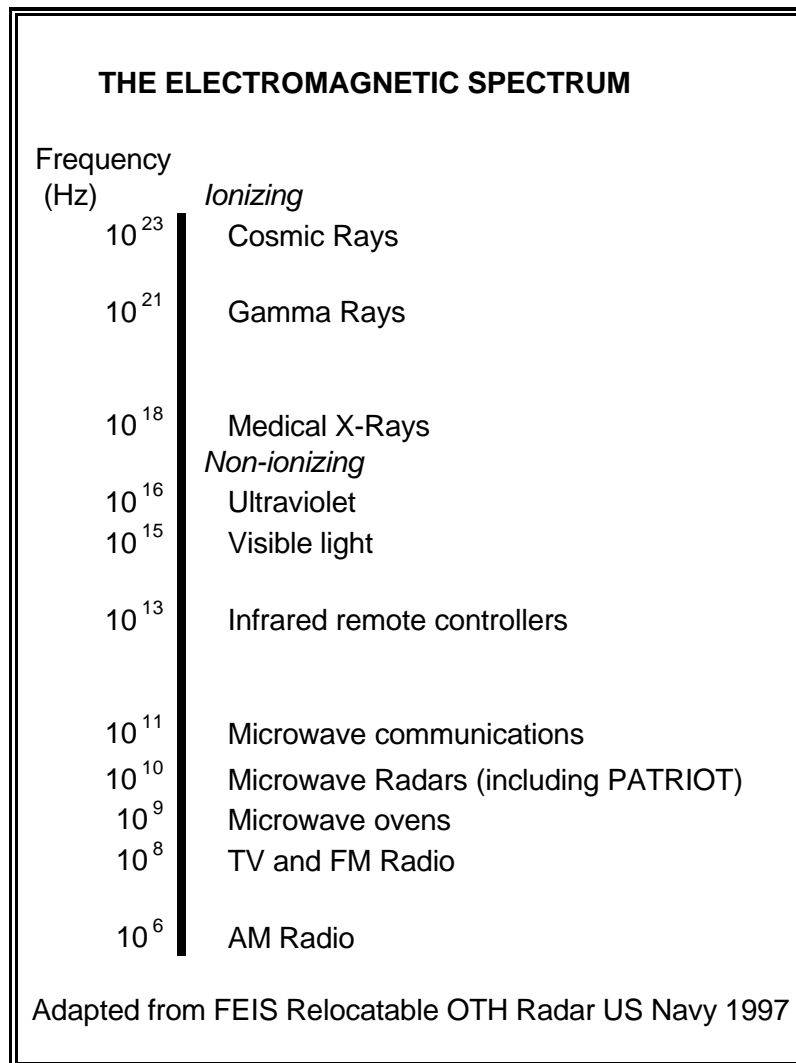 THE ELECTROMAGNETIC SPECTRUM
Frequency
(Hz) Ionizing
10^23 Cosmic Rays
10^21 Gamma Rays
10^18 Medical X-Rays
Non-ionizing
10^16 Ultraviolet
10^15 Visible light
10^13 Infrared remote controllers
10^11 Microwave communications
10^10 Microwave Radars (including PATRIOT)
10^9 Microwave ovens
10^8 TV and FM Radio
10^6 AM Radio
Adapted from FEIS Relocatable OTH Radar US Navy 1997